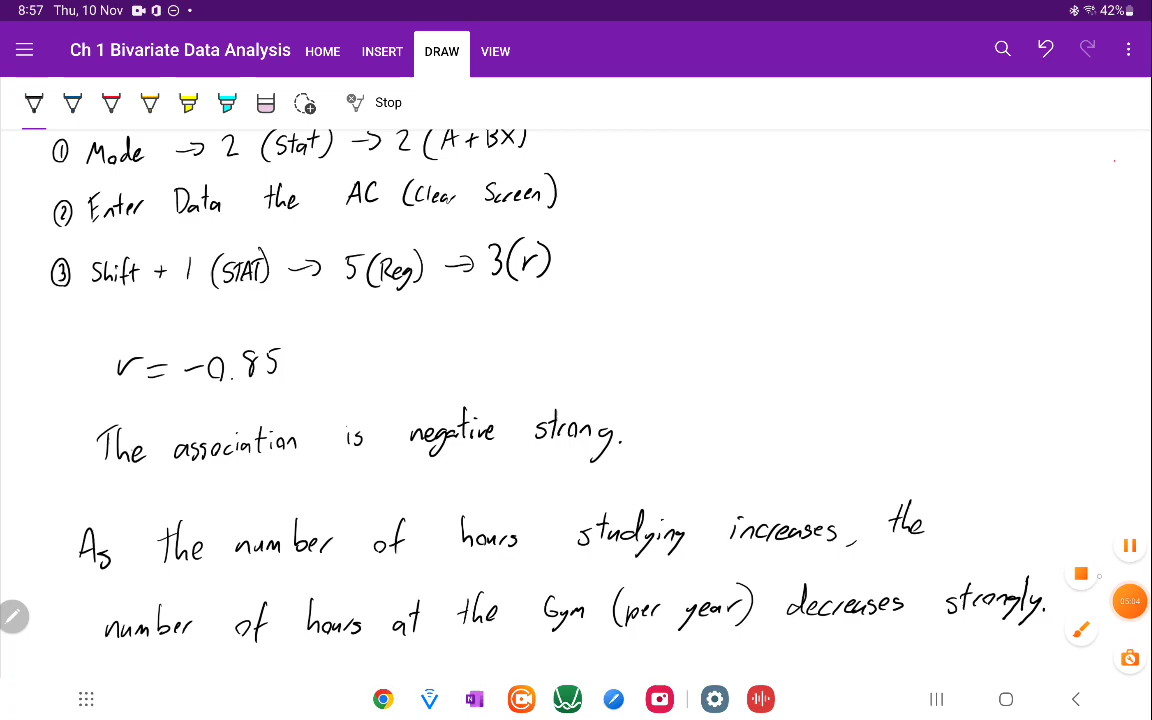 8:57 Thu, 10 Nov 42%
Ch 1 Bivariate Data Analysis HOME INSERT DRAW VIEW
Stop
① Mode → 2 (Stat) → 2 (A+BX)
② Enter Data the AC (Clear Screen)
③ Shift + 1 (STAT) → 5 (Reg) → 3 (r)
r = -0.85
The association is negative strong.
As the number of hours studying increases, the
number of hours at the Gym (per year) decreases strongly.
05:04